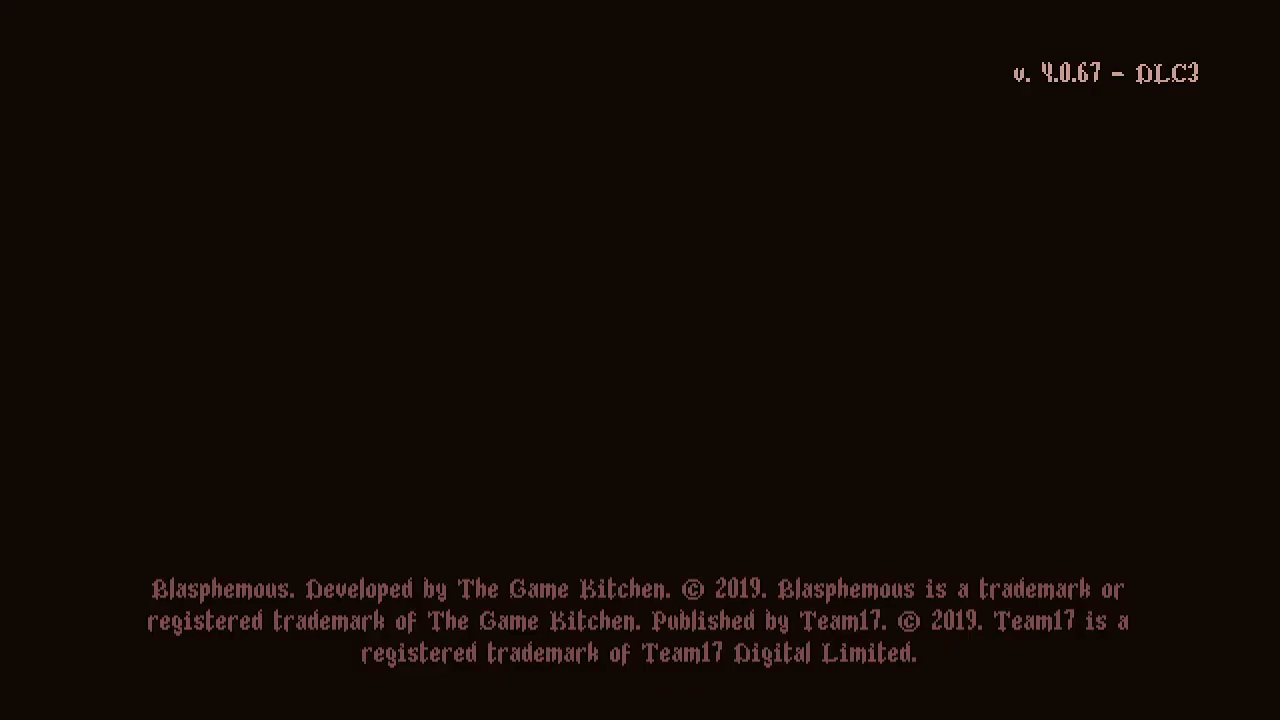 v. 4.0.67 - DLC3
Blasphemous. Developed by The Game Kitchen. © 2019. Blasphemous is a trademark or
registered trademark of The Game Kitchen. Published by Team17. © 2019. Team17 is a
registered trademark of Team17 Digital Limited.